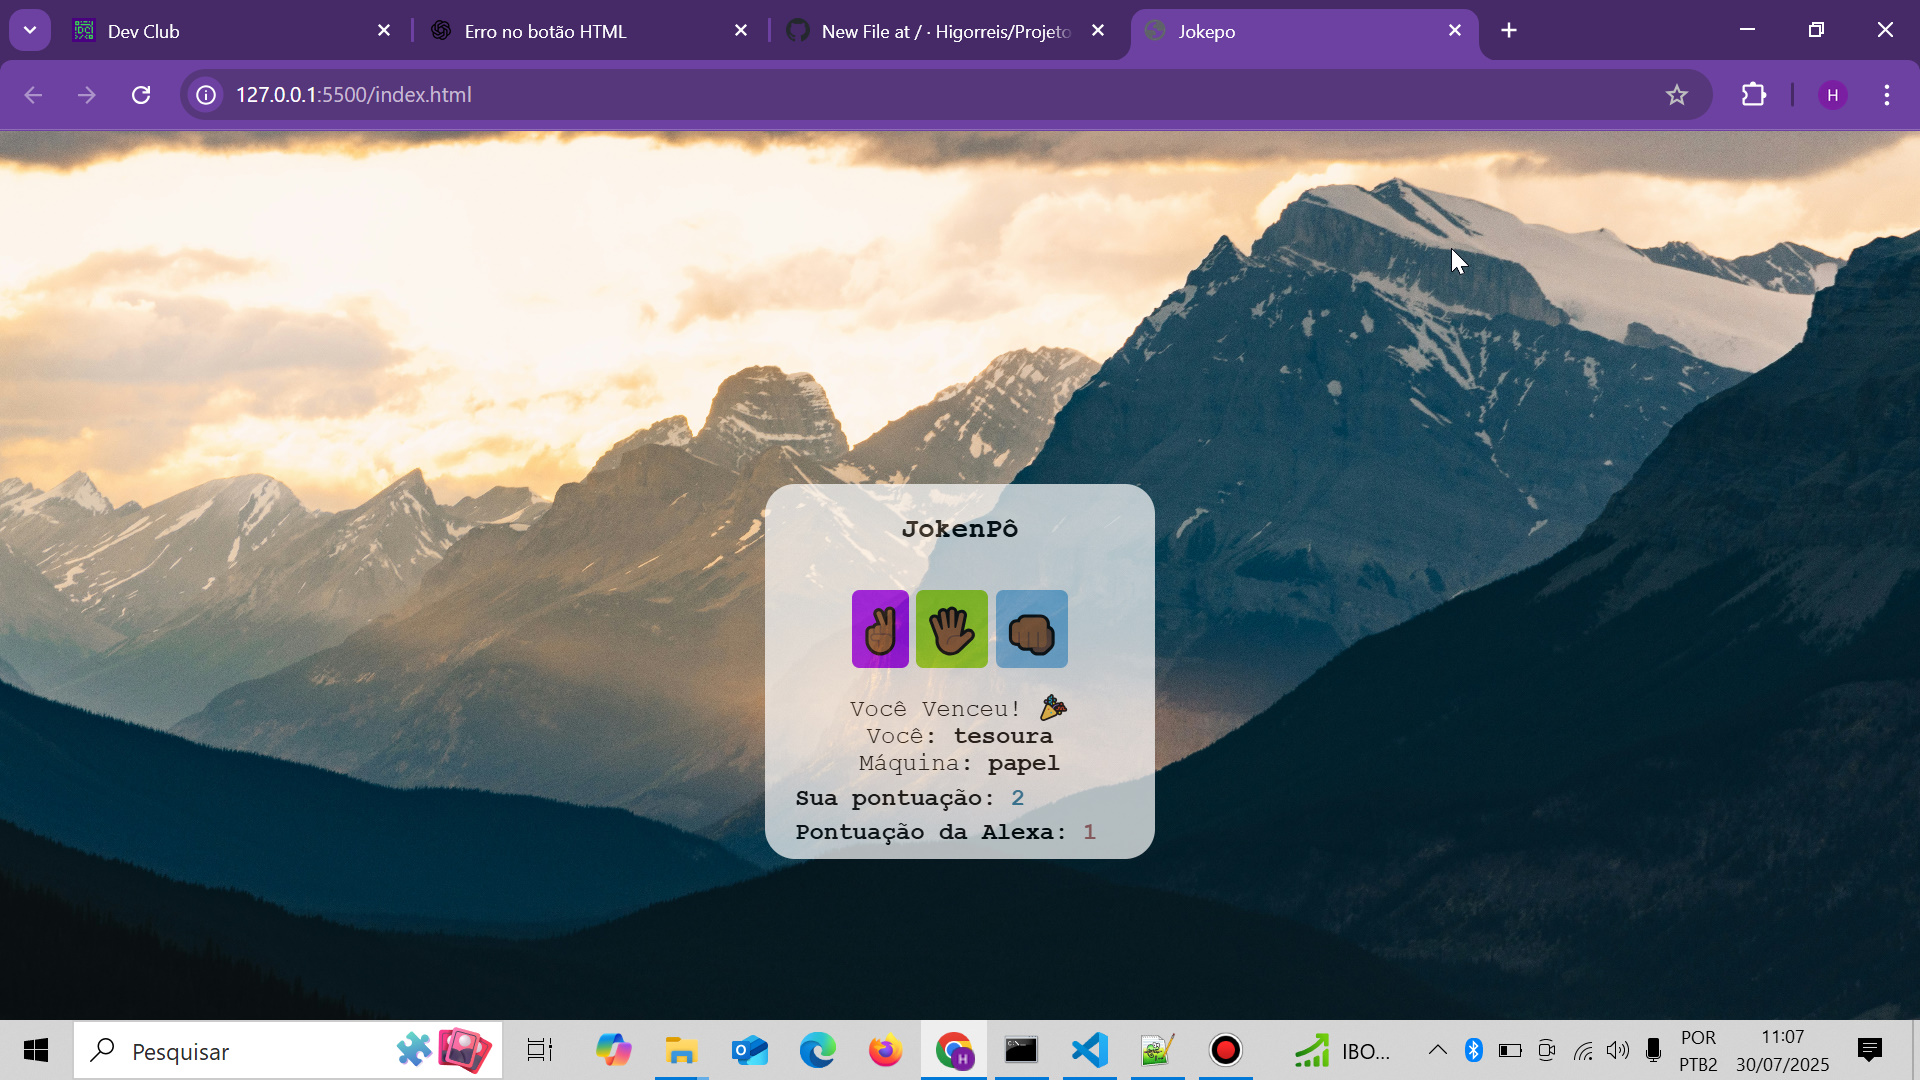 Dev Club
Erro no botão HTML
New File at / · Higorreis/Projeto
Jokepo
127.0.0.1:5500/index.html
H
JokenPô
Você Venceu! 🎉
Você: tesoura
Máquina: papel
Sua pontuação: 2
Pontuação da Alexa: 1
Pesquisar
H
IBO...
POR
PTB2
11:07
30/07/2025